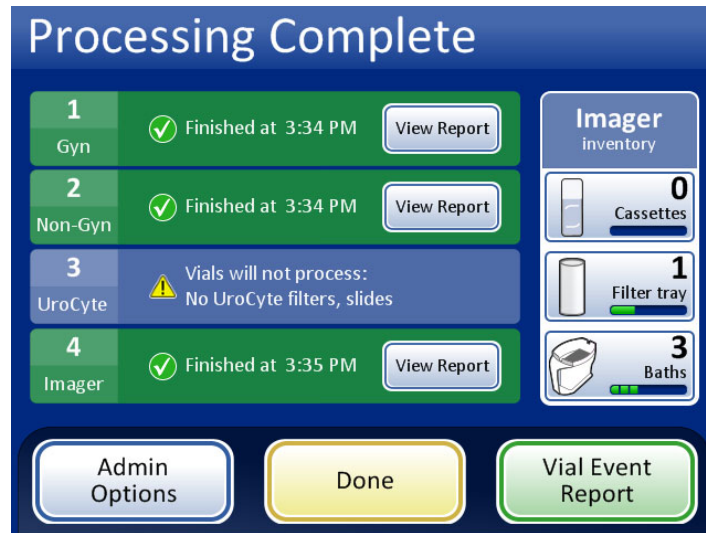 Processing Complete
1
Gyn
Finished at 3:34 PM
View Report
2
Non-Gyn
Finished at 3:34 PM
View Report
3
UroCyte
Vials will not process:
No UroCyte filters, slides
4
Imager
Finished at 3:35 PM
View Report
Imager
inventory
0
Cassettes
1
Filter tray
3
Baths
Admin
Options
Done
Vial Event
Report